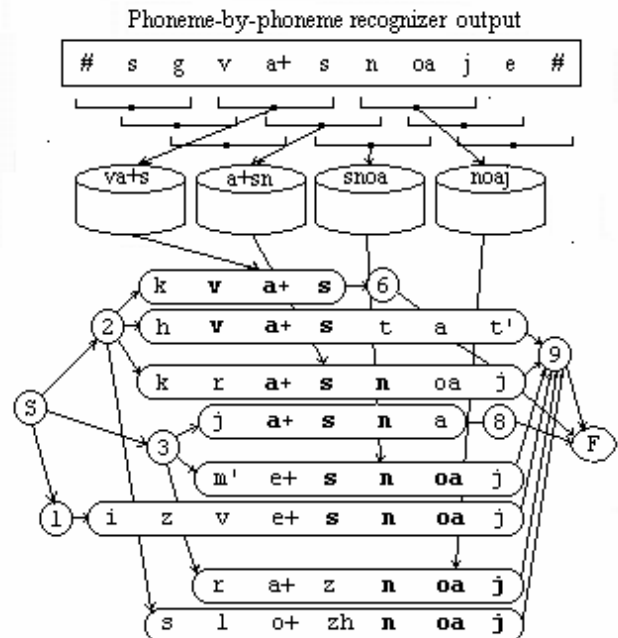 Phoneme-by-phoneme recognizer output
# s g v a+ s n oa j e #
va+s a+sn snoa noaj
k v a+ s 6
2 h v a+ s t a t' 9
k r a+ s n oa j
S j a+ s n a 8
3 F
m' e+ s n oa j
1 i z v e+ s n oa j
r a+ z n oa j
s l o+ zh n oa j